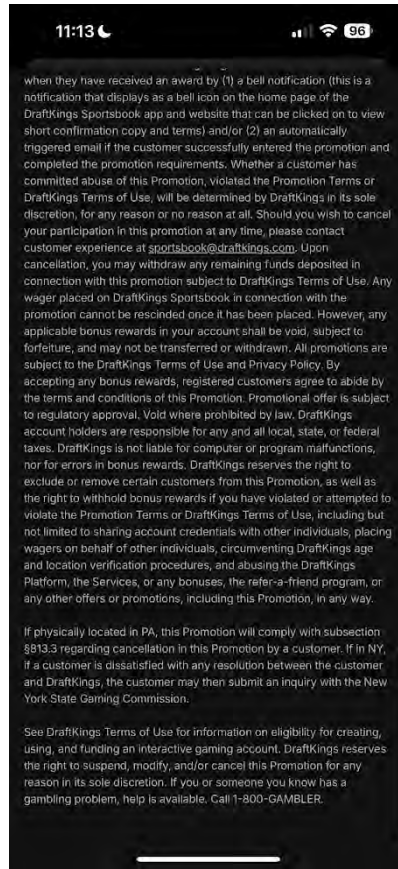 11:13
96
when they have received an award by (1) a bell notification (this is a
notification that displays as a bell icon on the home page of the
DraftKings Sportsbook app and website that can be clicked on to view
short confirmation copy and terms) and/or (2) an automatically
triggered email if the customer successfully entered the promotion and
completed the promotion requirements. Whether a customer has
committed abuse of this Promotion, violated the Promotion Terms or
DraftKings Terms of Use, will be determined by DraftKings in its sole
discretion, for any reason or no reason at all. Should you wish to cancel
your participation in this promotion at any time, please contact
customer experience at sportsbook@draftkings.com. Upon
cancellation, you may withdraw any remaining funds deposited in
connection with this promotion subject to DraftKings Terms of Use. Any
wager placed on DraftKings Sportsbook in connection with the
promotion cannot be rescinded once it has been placed. However, any
applicable bonus rewards in your account shall be void, subject to
forfeiture, and may not be transferred or withdrawn. All promotions are
subject to the DraftKings Terms of Use and Privacy Policy. By
accepting any bonus rewards, registered customers agree to abide by
the terms and conditions of this Promotion. Promotional offer is subject
to regulatory approval. Void where prohibited by law. DraftKings
account holders are responsible for any and all local, state, or federal
taxes. DraftKings is not liable for computer or program malfunctions,
nor for errors in bonus rewards. DraftKings reserves the right to
exclude or remove certain customers from this Promotion, as well as
the right to withhold bonus rewards if you have violated or attempted to
violate the Promotion Terms or DraftKings Terms of Use, including but
not limited to sharing account credentials with other individuals, placing
wagers on behalf of other individuals, circumventing DraftKings age
and location verification procedures, and abusing the DraftKings
Platform, the Services, or any bonuses, the refer-a-friend program, or
any other offers or promotions, including this Promotion, in any way.
If physically located in PA, this Promotion will comply with subsection
§813.3 regarding cancellation in this Promotion by a customer. If in NY,
if a customer is dissatisfied with any resolution between the customer
and DraftKings, the customer may then submit an inquiry with the New
York State Gaming Commission.
See DraftKings Terms of Use for information on eligibility for creating,
using, and funding an interactive gaming account. DraftKings reserves
the right to suspend, modify, and/or cancel this Promotion for any
reason in its sole discretion. If you or someone you know has a
gambling problem, help is available. Call 1-800-GAMBLER.